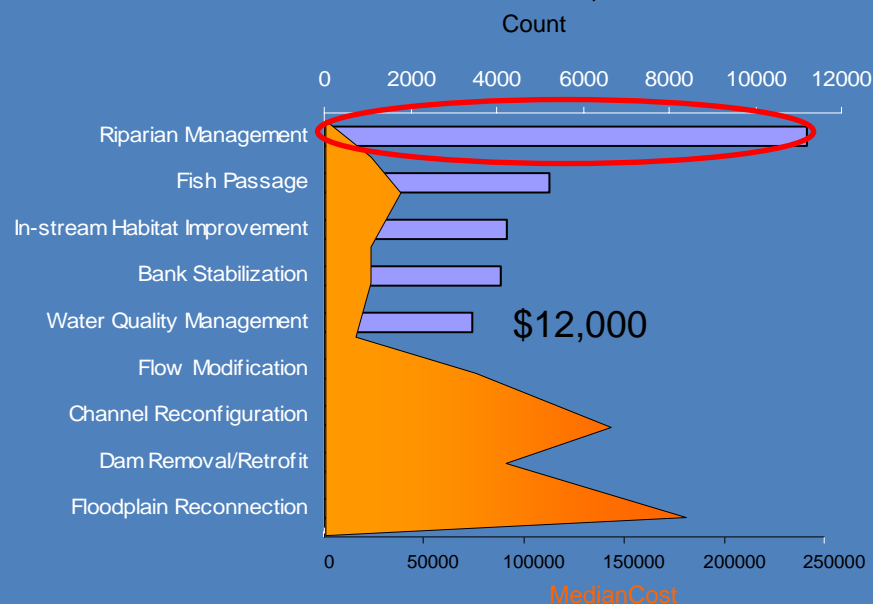 Count
0 2000 4000 6000 8000 10000 12000
Riparian Management
Fish Passage
In-stream Habitat Improvement
Bank Stabilization
Water Quality Management $12,000
Flow Modification
Channel Reconfiguration
Dam Removal/Retrofit
Floodplain Reconnection
0 50000 100000 150000 200000 250000
MedianCost